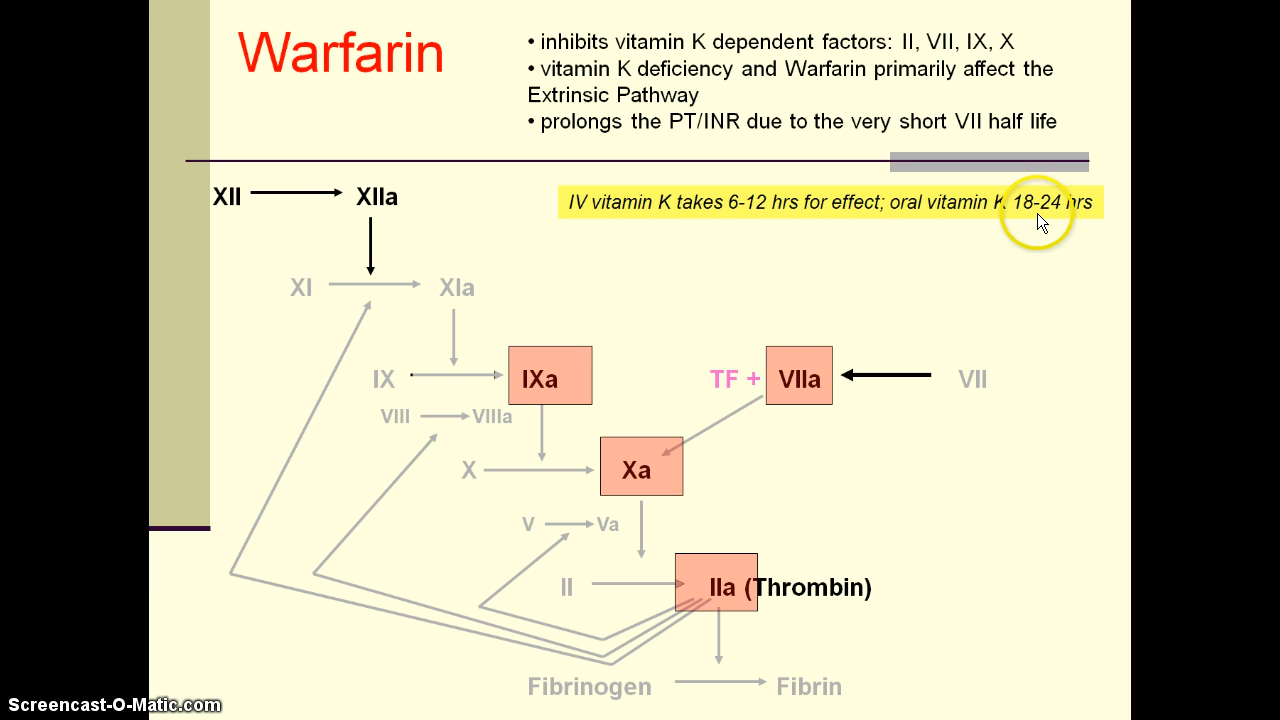 Warfarin
• inhibits vitamin K dependent factors: II, VII, IX, X
• vitamin K deficiency and Warfarin primarily affect the
Extrinsic Pathway
• prolongs the PT/INR due to the very short VII half life
XII XIIa
IV vitamin K takes 6-12 hrs for effect; oral vitamin K 18-24 hrs
XI XIa
IX IXa TF + VIIa VII
VIII VIIIa
X Xa
V Va
II IIa (Thrombin)
Fibrinogen Fibrin
Screencast-O-Matic.com